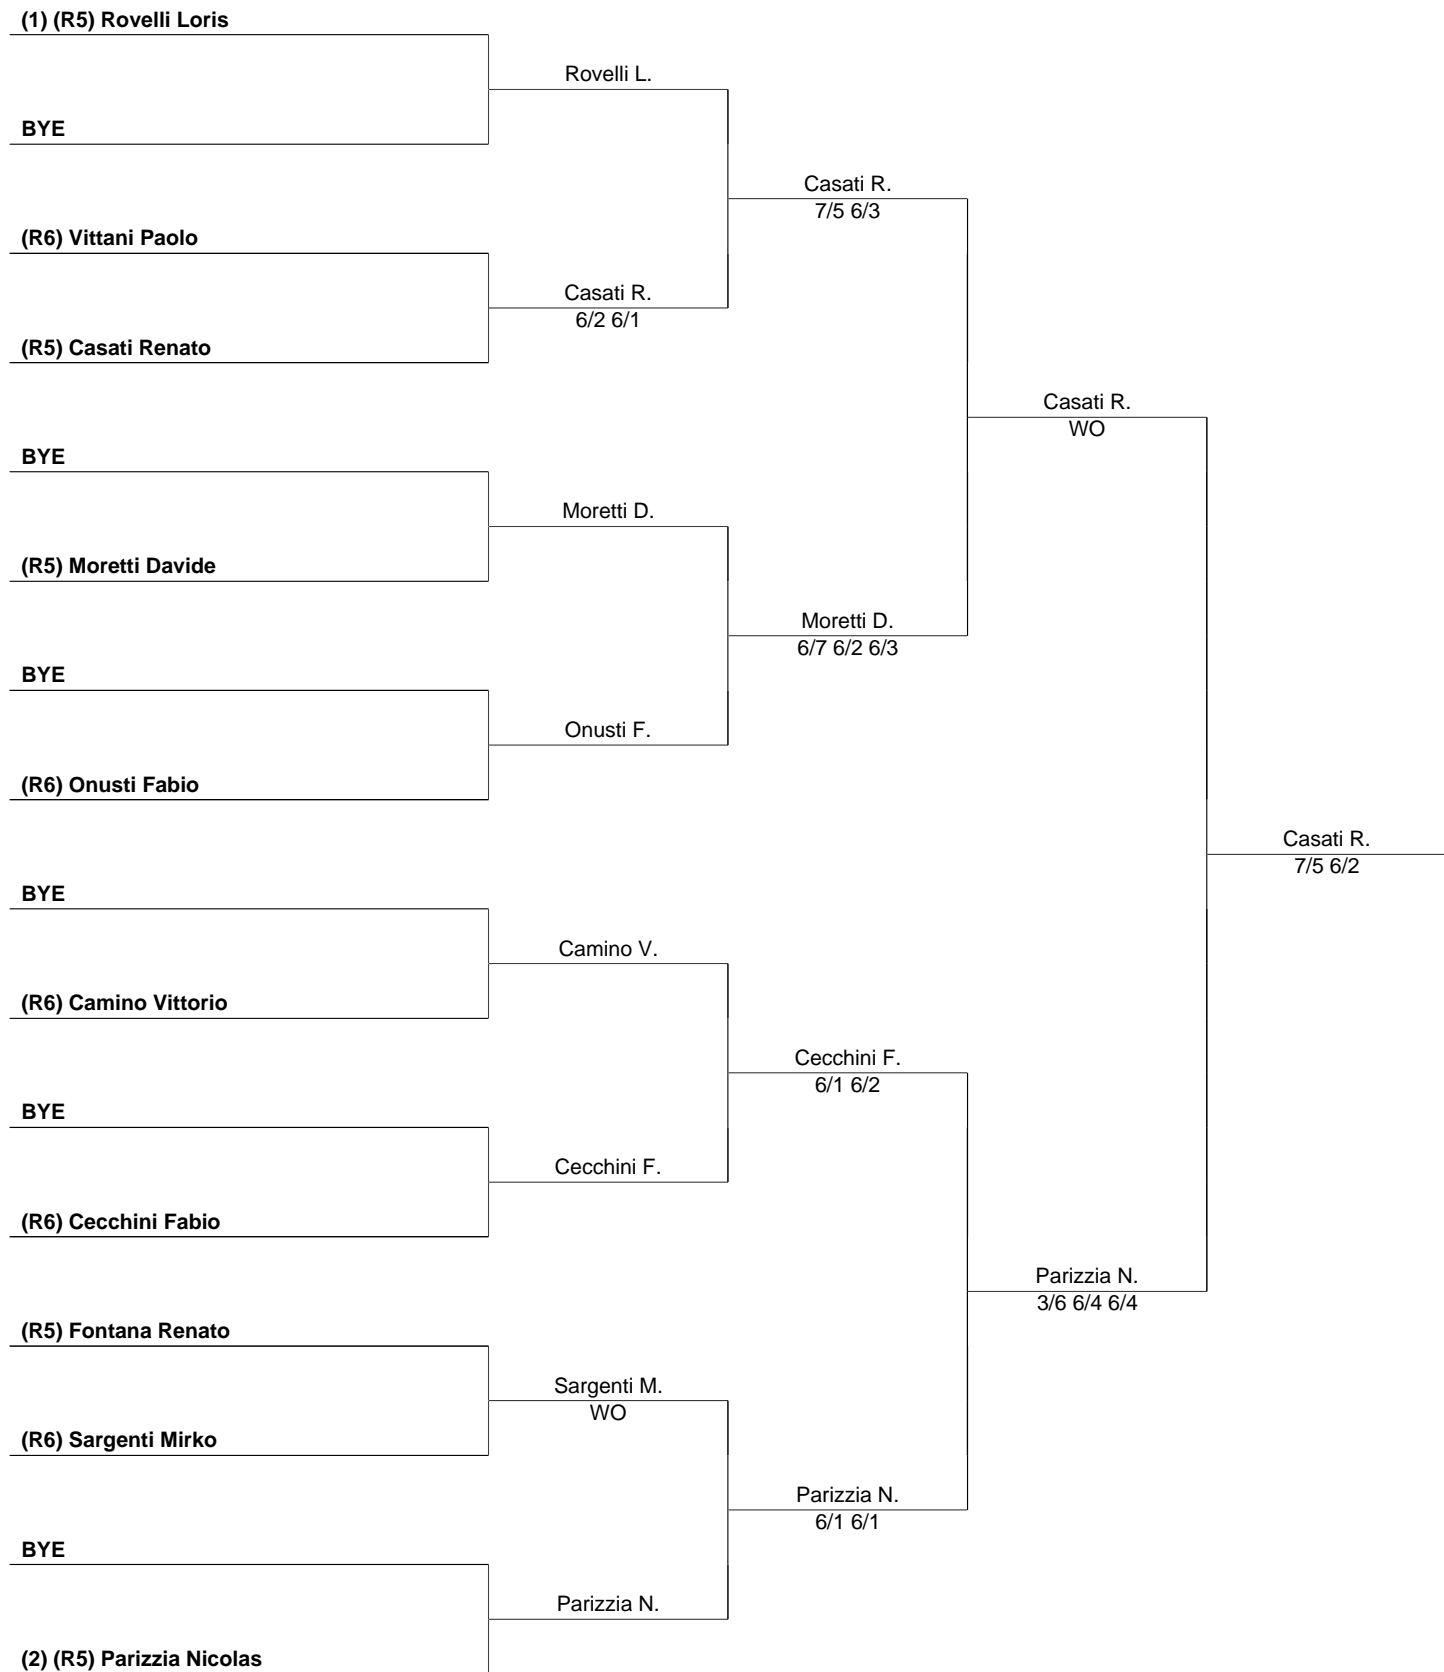 (1) (R5) Rovelli Loris
Rovelli L.
BYE
Casati R.
7/5 6/3
(R6) Vittani Paolo
Casati R.
6/2 6/1
(R5) Casati Renato
Casati R.
WO
BYE
Moretti D.
(R5) Moretti Davide
Moretti D.
6/7 6/2 6/3
BYE
Onusti F.
(R6) Onusti Fabio
Casati R.
7/5 6/2
BYE
Camino V.
(R6) Camino Vittorio
Cecchini F.
6/1 6/2
BYE
Cecchini F.
(R6) Cecchini Fabio
Parizzia N.
3/6 6/4 6/4
(R5) Fontana Renato
Sargenti M.
WO
(R6) Sargenti Mirko
Parizzia N.
6/1 6/1
BYE
Parizzia N.
(2) (R5) Parizzia Nicolas